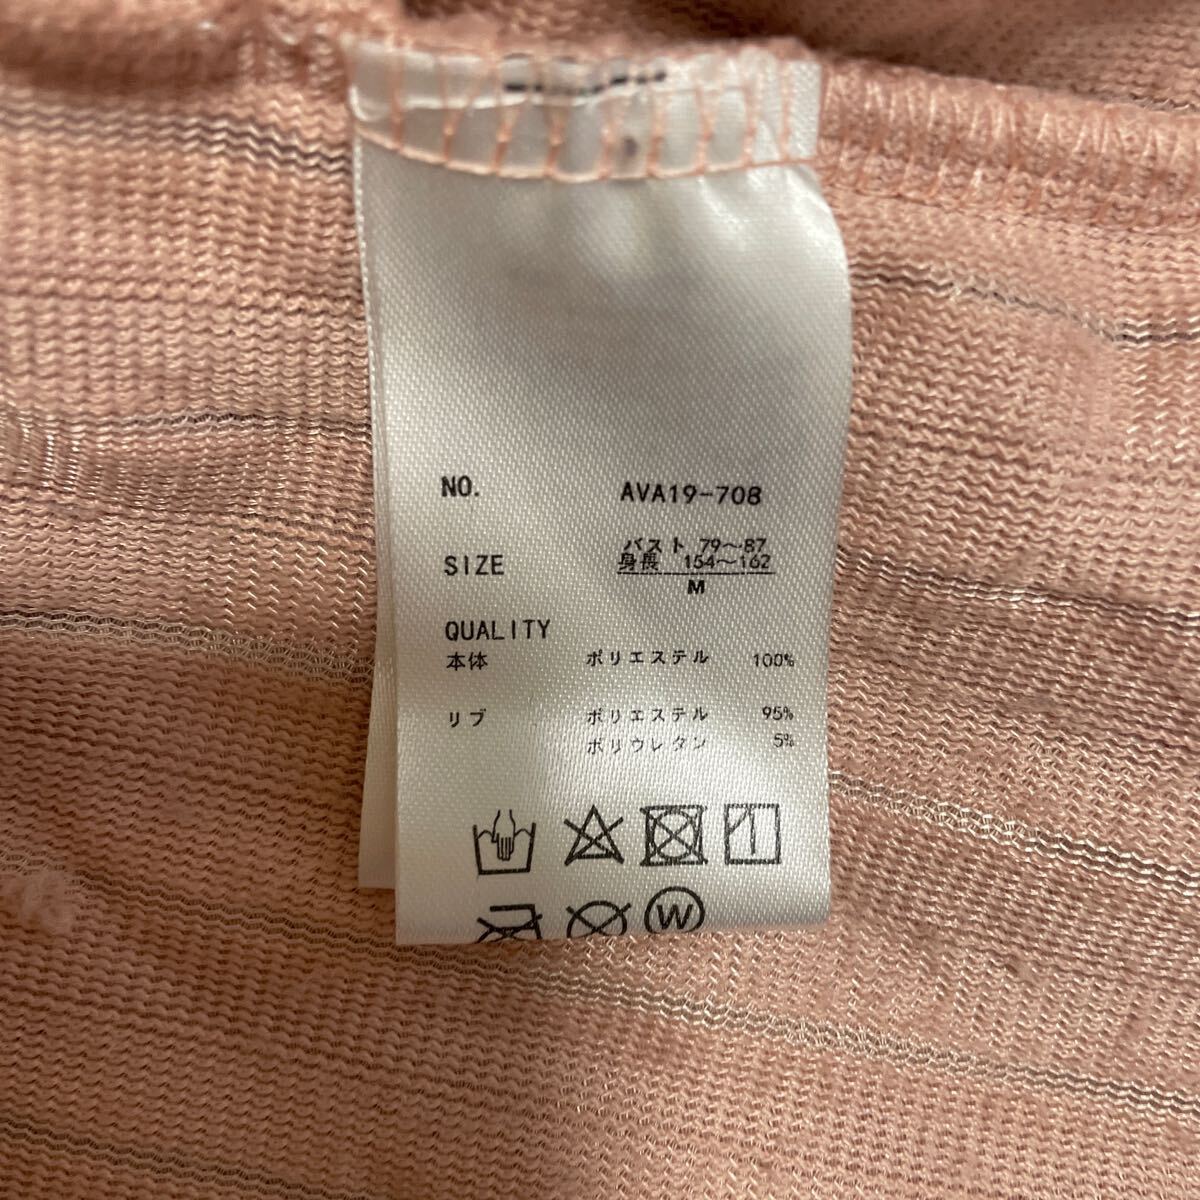 NO. AVA19-708
バスト 79～87
SIZE 身長 154～162
M
QUALITY
本体 ポリエステル 100%
リブ ポリエステル 95%
ポリウレタン 5%
W